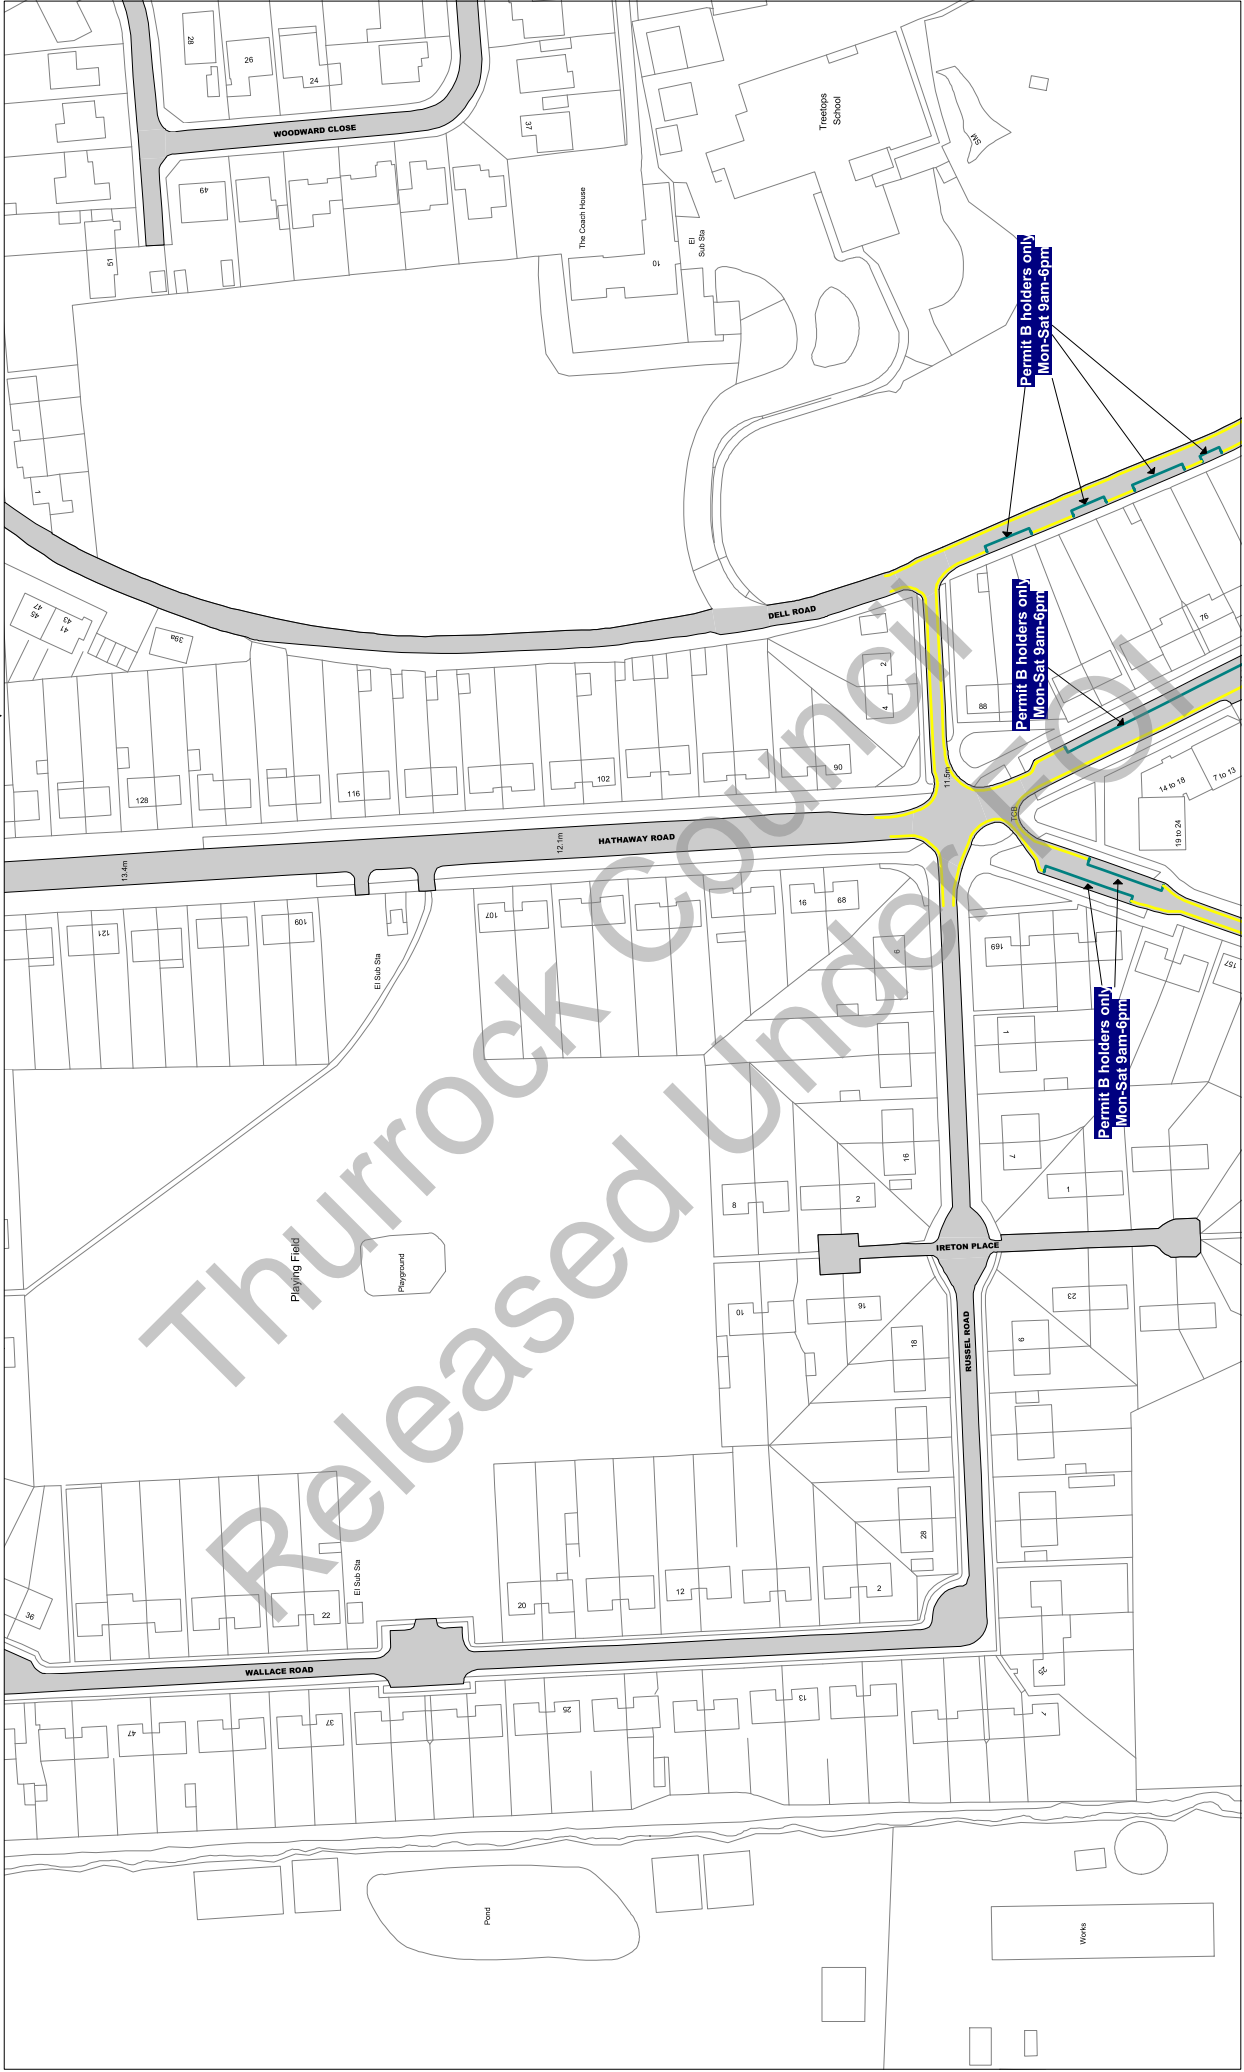 28
26
24
WOODWARD CLOSE
37
49
51
The Coach House
10
El
Sub Sta
Treetops
School
SM
Permit B holders only
Mon-Sat 9am-6pm
1
45
47
41
43
39a
DELL ROAD
2
4
88
76
Permit B holders only
Mon-Sat 9am-6pm
128
116
102
90
11.5m
TCB
14 to 18
7 to 13
19 to 24
HATHAWAY ROAD
13.4m
12.1m
121
109
107
91
89
El Sub Sta
6
169
157
1
7
1
Permit B holders only
Mon-Sat 9am-6pm
16
8
2
IRETON PLACE
Playing Field
Playground
10
16
18
23
9
RUSSEL ROAD
28
2
12
20
22
El Sub Sta
36
WALLACE ROAD
47
37
25
13
1
Pond
Works
Thurrock Council
Released Under FOI